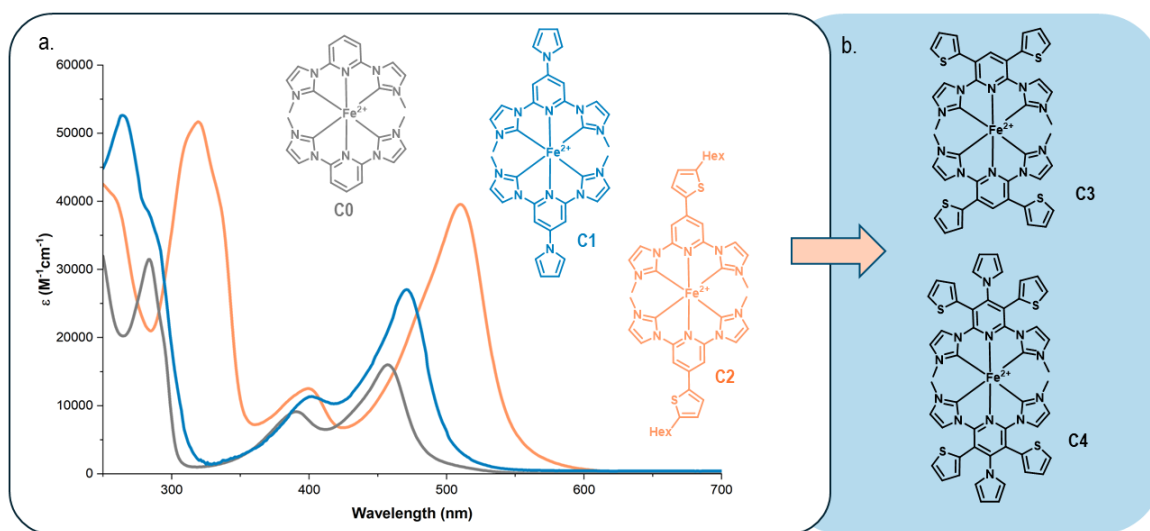 a.
b.
60000
50000
40000
30000
20000
10000
0
ε (M⁻¹cm⁻¹)
300
400
500
600
700
Wavelength (nm)
N
N
N
N
N
Fe²⁺
N
N
N
N
N
C0
N
N
N
N
N
N
Fe²⁺
N
N
N
N
N
N
C1
Hex
S
N
N
N
N
N
Fe²⁺
N
N
N
N
N
S
Hex
C2
S
S
N
N
N
N
N
Fe²⁺
N
N
N
N
N
S
S
C3
N
S
S
N
N
N
N
N
Fe²⁺
N
N
N
N
N
S
S
N
C4